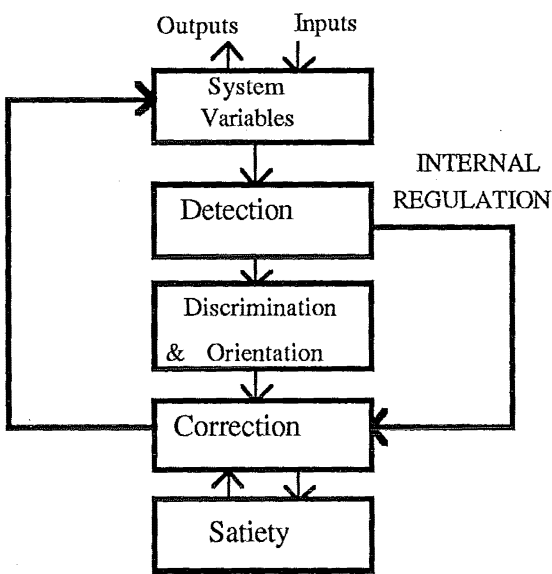 Outputs Inputs
System
Variables
INTERNAL
REGULATION
Detection
Discrimination
& Orientation
Correction
Satiety